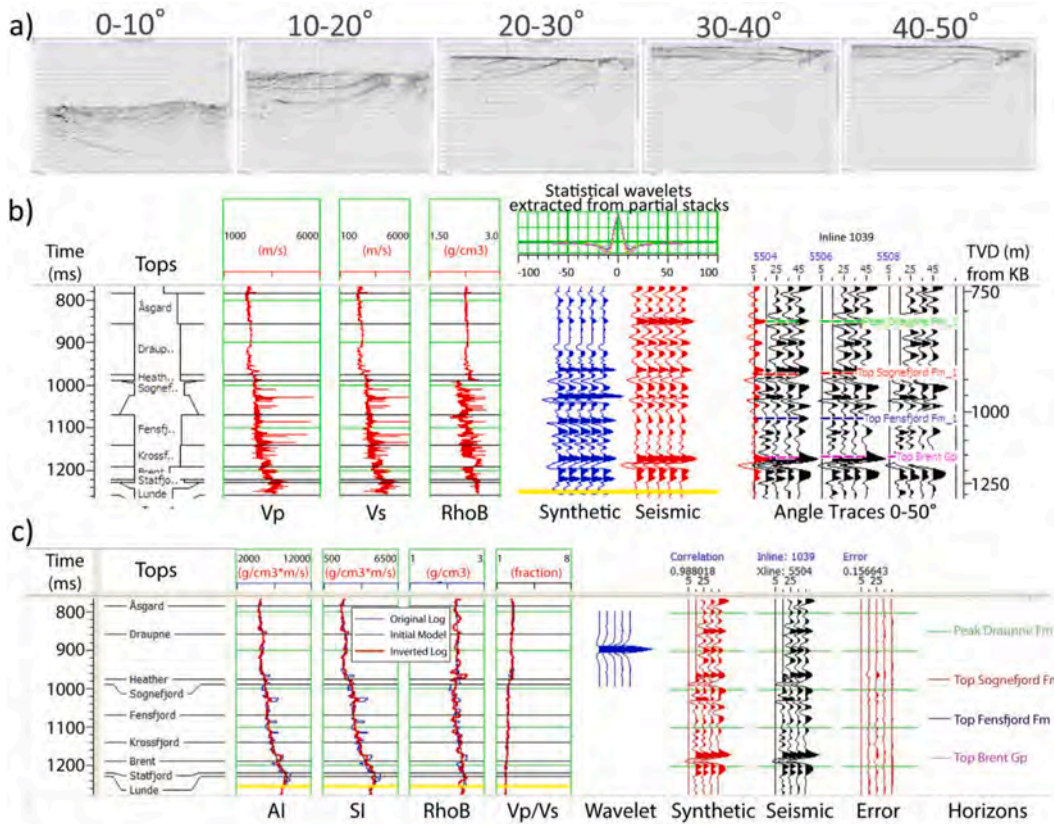 a)
0-10° 10-20° 20-30° 30-40° 40-50°
b)
Statistical wavelets
extracted from partial stacks
Time
(ms)
Tops
1000 6000
(m/s)
100 6000
(m/s)
1.50 3.0
(g/cm3)
-100 -50 0 50 100
Inline 1039
5504 5506 5508
5 25 45 5 25 45 5 25 45
TVD (m)
from KB
800
900
1000
1100
1200
Åsgard
Draup..
Heath..
Sognef..
Fensfj..
Krossf..
Brent
Statfjo..
Lunde
Peak Draunne Fm_1
Top Sognefjord Fm_1
Top Fensfjord Fm_1
Top Brent Gp
750
1000
1250
Vp Vs RhoB Synthetic Seismic Angle Traces 0-50°
c)
Time
(ms)
Tops
2000 12000
(g/cm3*m/s)
500 6500
(g/cm3*m/s)
1 3
(g/cm3)
1 8
(fraction)
Correlation
0.988018
5 25
Inline: 1039
Xline: 5504
5 25
Error
0.156643
5 25
800
900
1000
1100
1200
Åsgard
Draupne
Heather
Sognefjord
Fensfjord
Krossfjord
Brent
Statfjord
Lunde
Original Log
Initial Model
Inverted Log
Peak Draunne Fm
Top Sognefjord Fm
Top Fensfjord Fm
Top Brent Gp
AI SI RhoB Vp/Vs Wavelet Synthetic Seismic Error Horizons